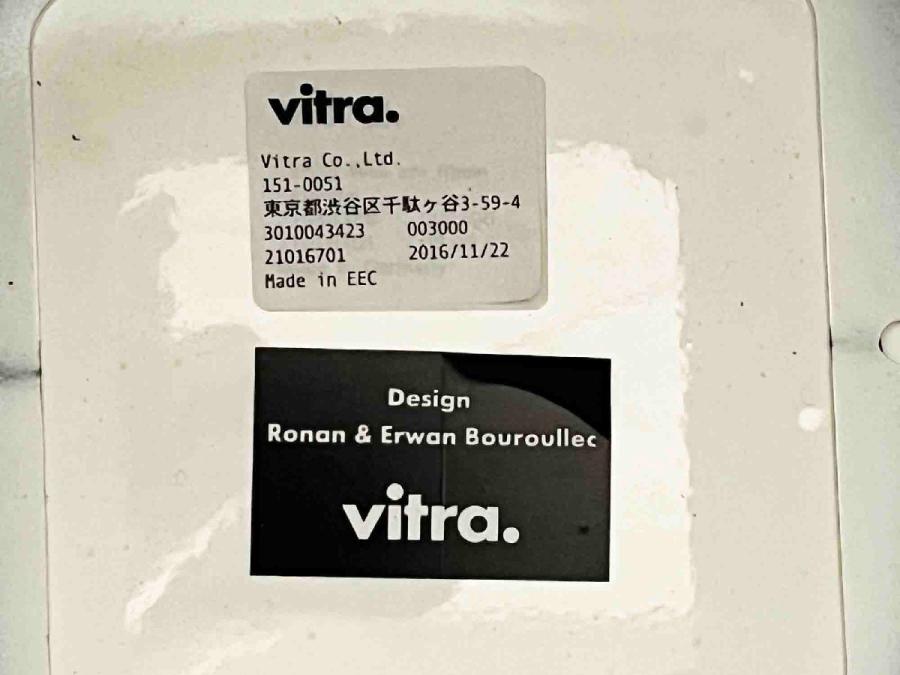 vitra.
Vitra Co.,Ltd.
151-0051
東京都渋谷区千駄ヶ谷3-59-4
3010043423 003000
21016701 2016/11/22
Made in EEC
Design
Ronan & Erwan Bouroullec
vitra.